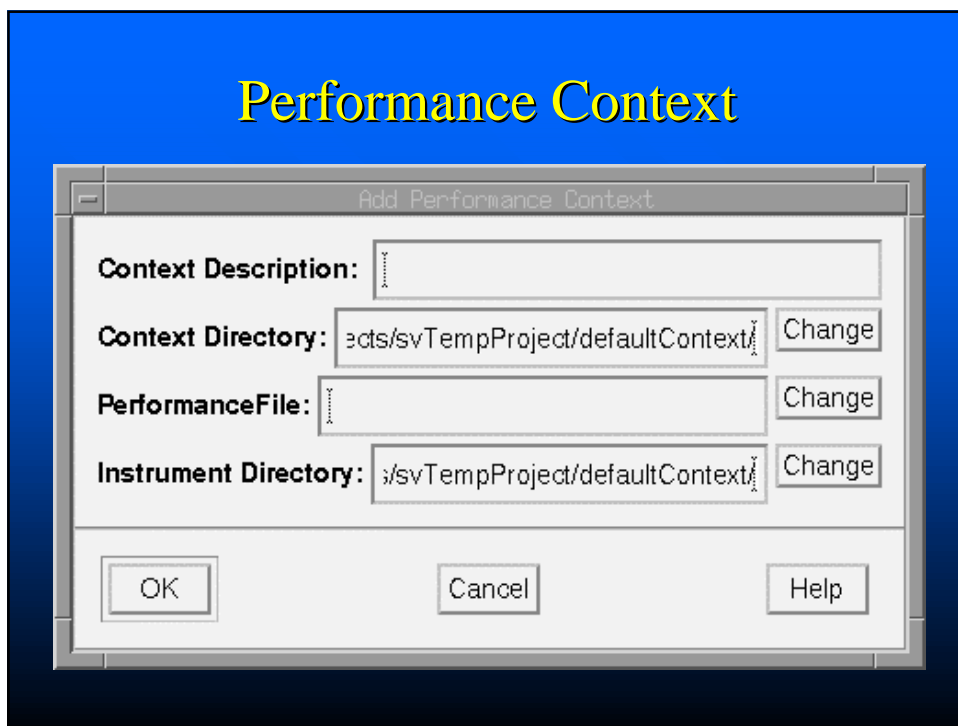 Performance Context
Add Performance Context
Context Description:
Context Directory: ects/svTempProject/defaultContext/ Change
PerformanceFile: Change
Instrument Directory: s/svTempProject/defaultContext/ Change
OK Cancel Help